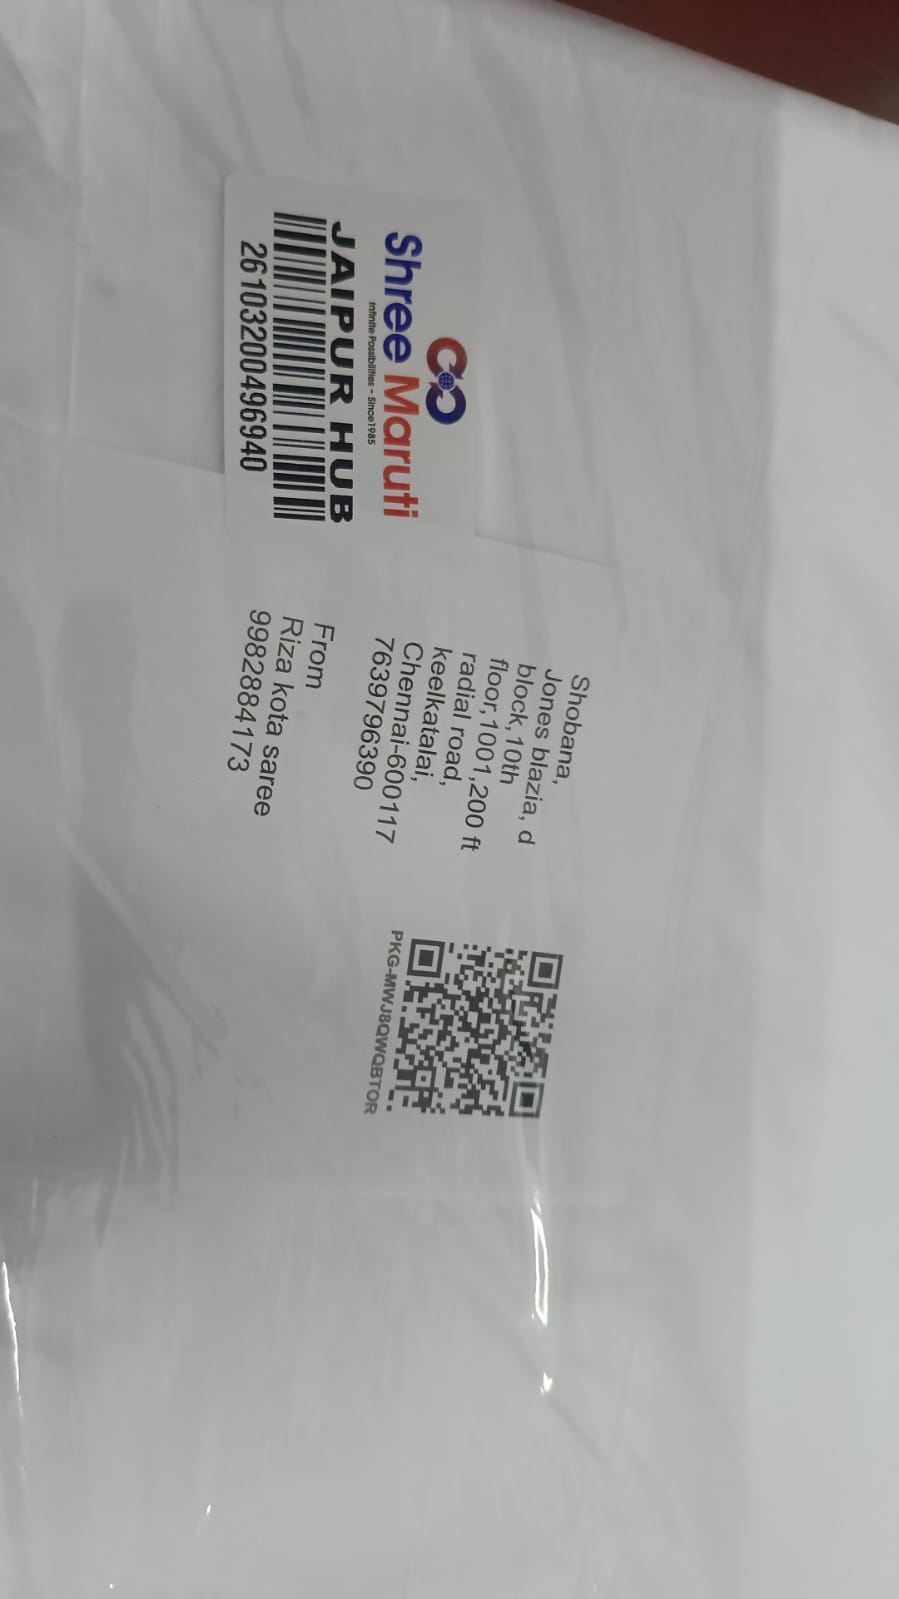 Shree Maruti
Infinite Possibilities - Since1985
JAIPUR HUB
26103200496940
Shobana,
Jones blazia, d
block,10th
floor,1001,200 ft
radial road,
keelkatalai,
Chennai-600117
7639796390
From
Riza kota saree
9982884173
PKG-MWJ8QWQBTOR